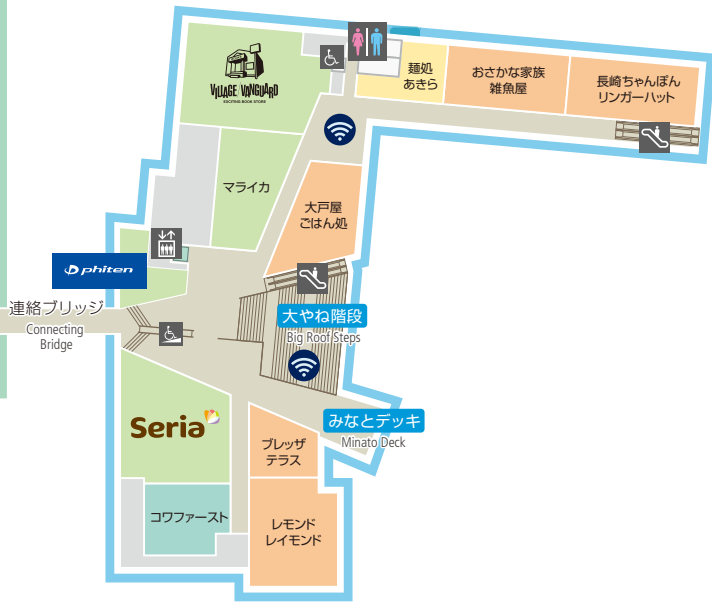 VILLAGE VANGUARD
EXCITING BOOK STORE
麺処
あきら
おさかな家族
雑魚屋
長崎ちゃんぽん
リンガーハット
マライカ
大戸屋
ごはん処
phiten
連絡ブリッジ
Connecting
Bridge
大やね階段
Big Roof Steps
みなとデッキ
Minato Deck
Seria
ブレッザ
テラス
コワファースト
レモンド
レイモンド